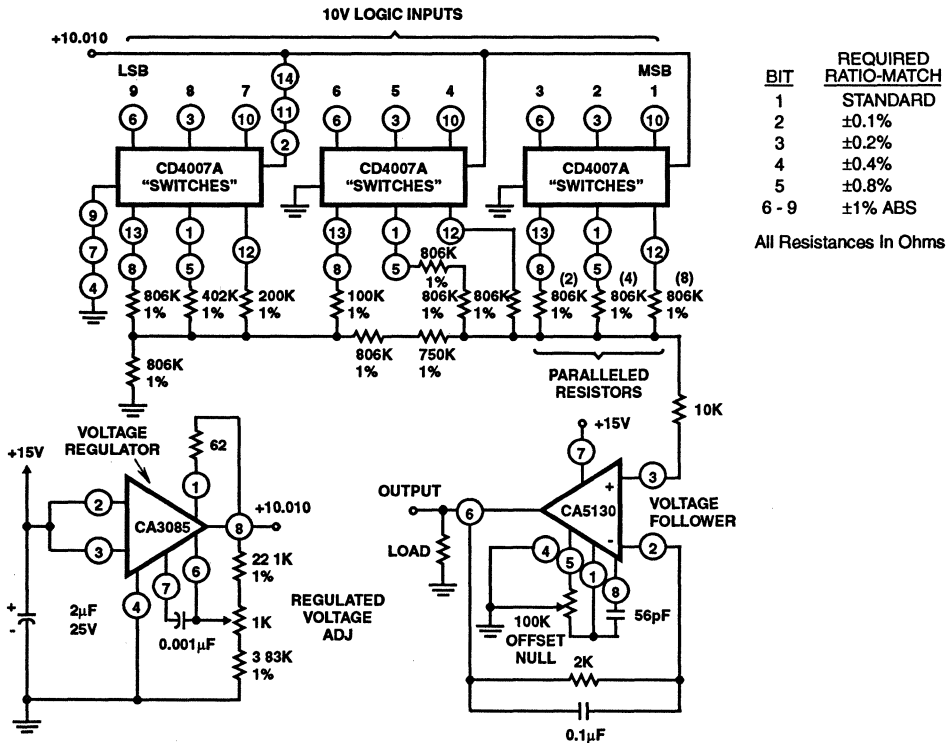 10V LOGIC INPUTS
+10.010
LSB
MSB
9 8 7 6 5 4 3 2 1
14
11
2
6 3 10 6 3 10 6 3 10
CD4007A
"SWITCHES"
CD4007A
"SWITCHES"
CD4007A
"SWITCHES"
9
7
4
13 1 12 13 1 12 13 1 12
8 5 8 5 8 5
806K
1%
402K
1%
200K
1%
100K
1%
806K
1%
806K
1%
806K
1%
(2)
806K
1%
(4)
806K
1%
(8)
806K
1%
806K
1%
750K
1%
806K
1%
PARALLELED
RESISTORS
10K
BIT
REQUIRED
RATIO-MATCH
1 STANDARD
2 ±0.1%
3 ±0.2%
4 ±0.4%
5 ±0.8%
6 - 9 ±1% ABS
All Resistances In Ohms
VOLTAGE
REGULATOR
+15V
62
1
2
3
CA3085
8
+10.010
6
7
4
22 1K
1%
1K
3 83K
1%
0.001µF
2µF
25V
+
-
REGULATED
VOLTAGE
ADJ
+15V
7
OUTPUT
6
LOAD
CA5130
+
-
3
2
VOLTAGE
FOLLOWER
4
5
1
8
56pF
100K
OFFSET
NULL
2K
0.1µF